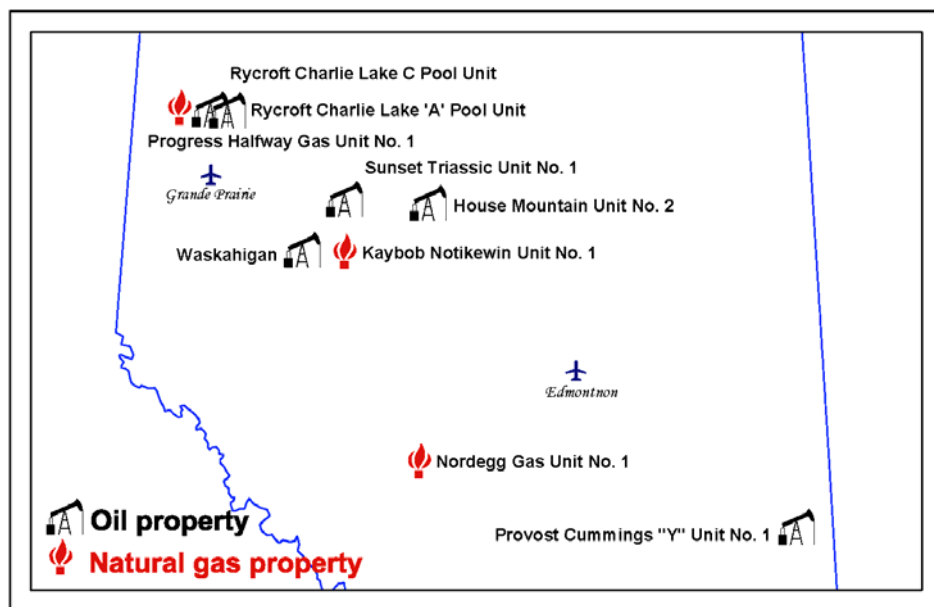 Rycroft Charlie Lake C Pool Unit
Rycroft Charlie Lake 'A' Pool Unit
Progress Halfway Gas Unit No. 1
Sunset Triassic Unit No. 1
Grande Prairie
House Mountain Unit No. 2
Waskahigan
Kaybob Notikewin Unit No. 1
Edmontnon
Nordegg Gas Unit No. 1
Oil property
Provost Cummings "Y" Unit No. 1
Natural gas property